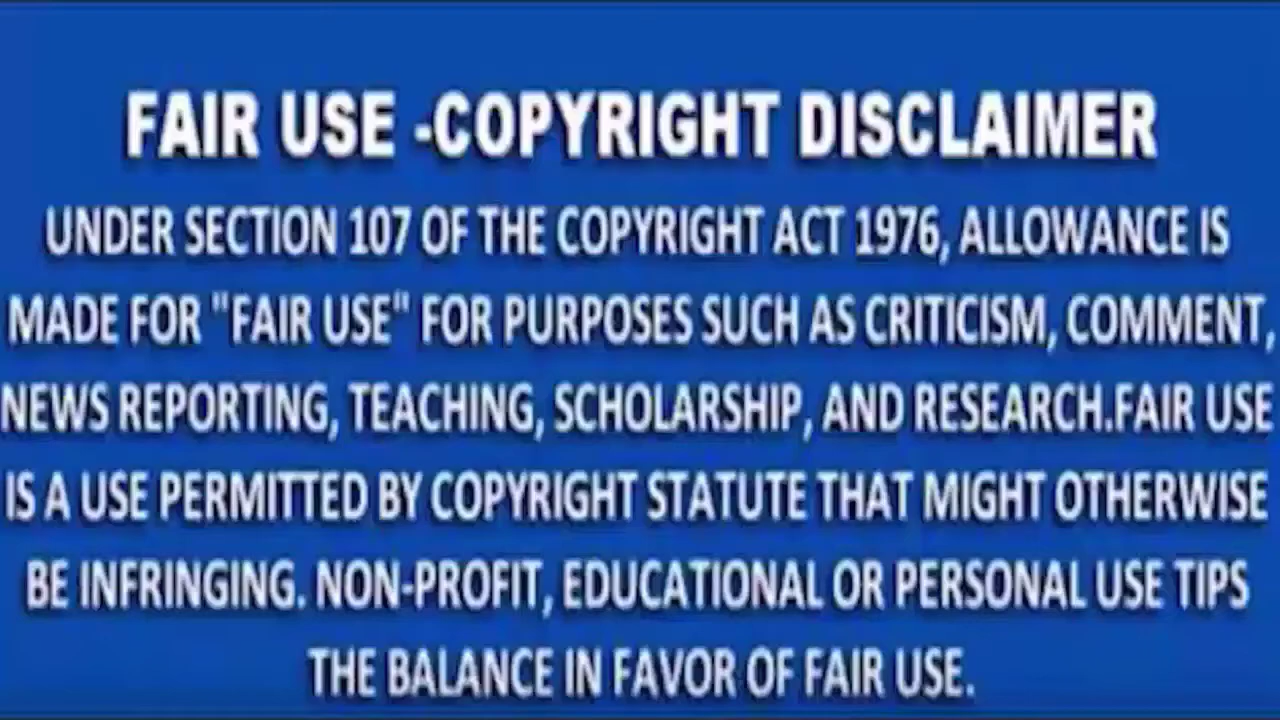 FAIR USE -COPYRIGHT DISCLAIMER
UNDER SECTION 107 OF THE COPYRIGHT ACT 1976, ALLOWANCE IS
MADE FOR "FAIR USE" FOR PURPOSES SUCH AS CRITICISM, COMMENT,
NEWS REPORTING, TEACHING, SCHOLARSHIP, AND RESEARCH.FAIR USE
IS A USE PERMITTED BY COPYRIGHT STATUTE THAT MIGHT OTHERWISE
BE INFRINGING. NON-PROFIT, EDUCATIONAL OR PERSONAL USE TIPS
THE BALANCE IN FAVOR OF FAIR USE.